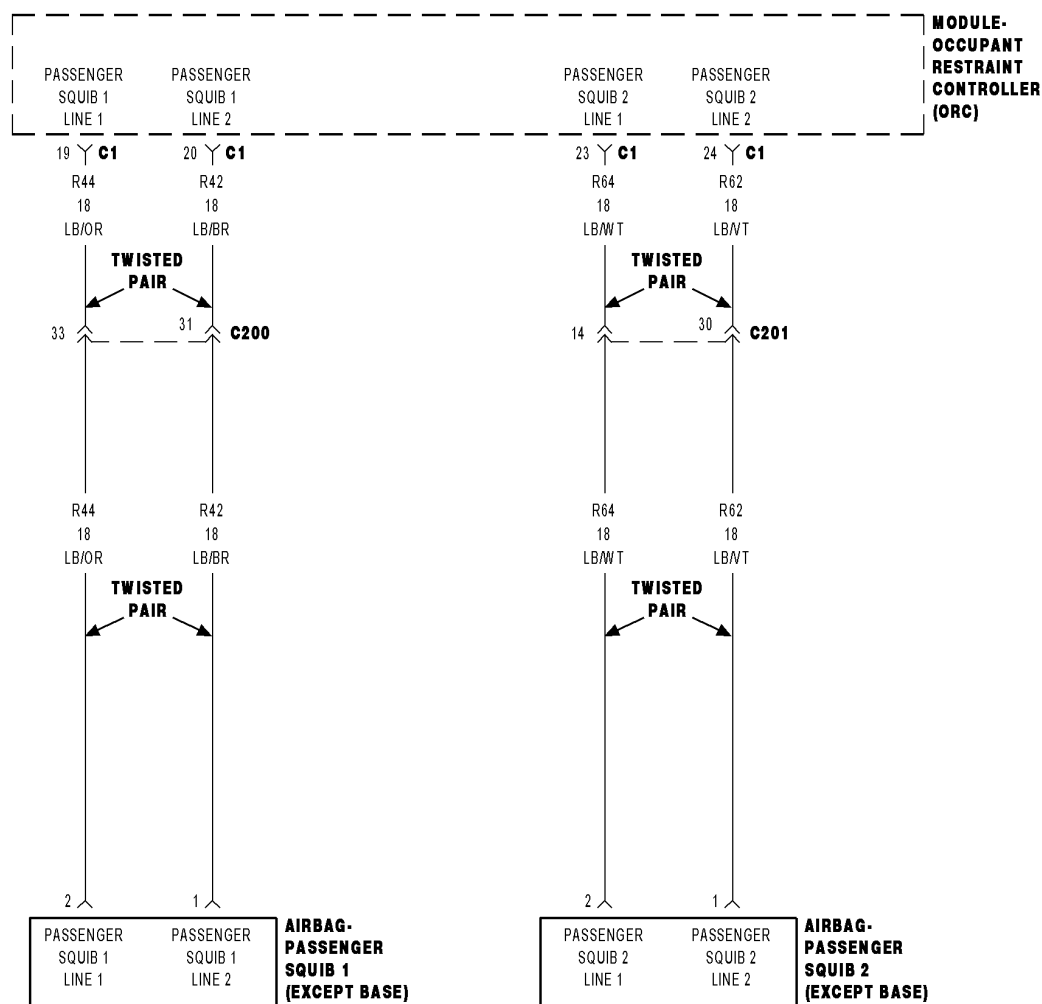 MODULE-
OCCUPANT
RESTRAINT
CONTROLLER
(ORC)
PASSENGER
SQUIB 1
LINE 1
PASSENGER
SQUIB 1
LINE 2
PASSENGER
SQUIB 2
LINE 1
PASSENGER
SQUIB 2
LINE 2
19 C1
20 C1
23 C1
24 C1
R44
18
LB/OR
R42
18
LB/BR
R64
18
LB/WT
R62
18
LB/VT
TWISTED
PAIR
TWISTED
PAIR
33
31
C200
14
30
C201
R44
18
LB/OR
R42
18
LB/BR
R64
18
LB/WT
R62
18
LB/VT
TWISTED
PAIR
TWISTED
PAIR
2
1
2
1
PASSENGER
SQUIB 1
LINE 1
PASSENGER
SQUIB 1
LINE 2
AIRBAG-
PASSENGER
SQUIB 1
(EXCEPT BASE)
PASSENGER
SQUIB 2
LINE 1
PASSENGER
SQUIB 2
LINE 2
AIRBAG-
PASSENGER
SQUIB 2
(EXCEPT BASE)